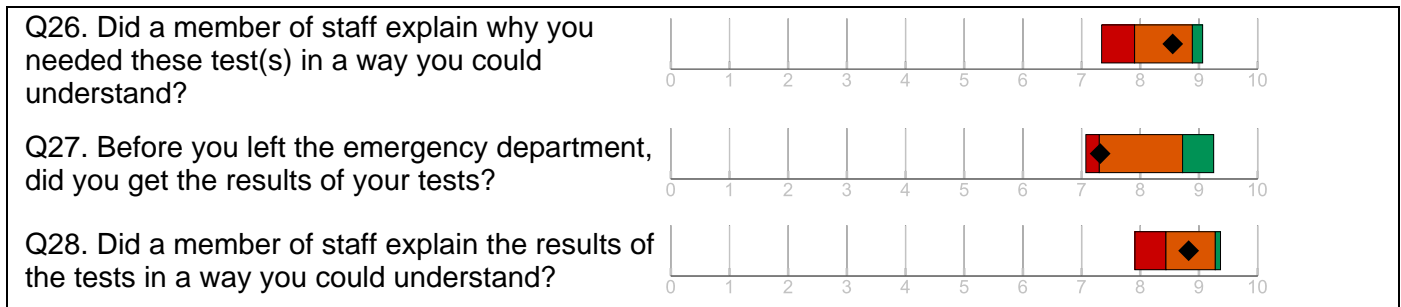 Q26. Did a member of staff explain why you
needed these test(s) in a way you could
understand?
0 1 2 3 4 5 6 7 8 9 10
Q27. Before you left the emergency department,
did you get the results of your tests?
0 1 2 3 4 5 6 7 8 9 10
Q28. Did a member of staff explain the results of
the tests in a way you could understand?
0 1 2 3 4 5 6 7 8 9 10